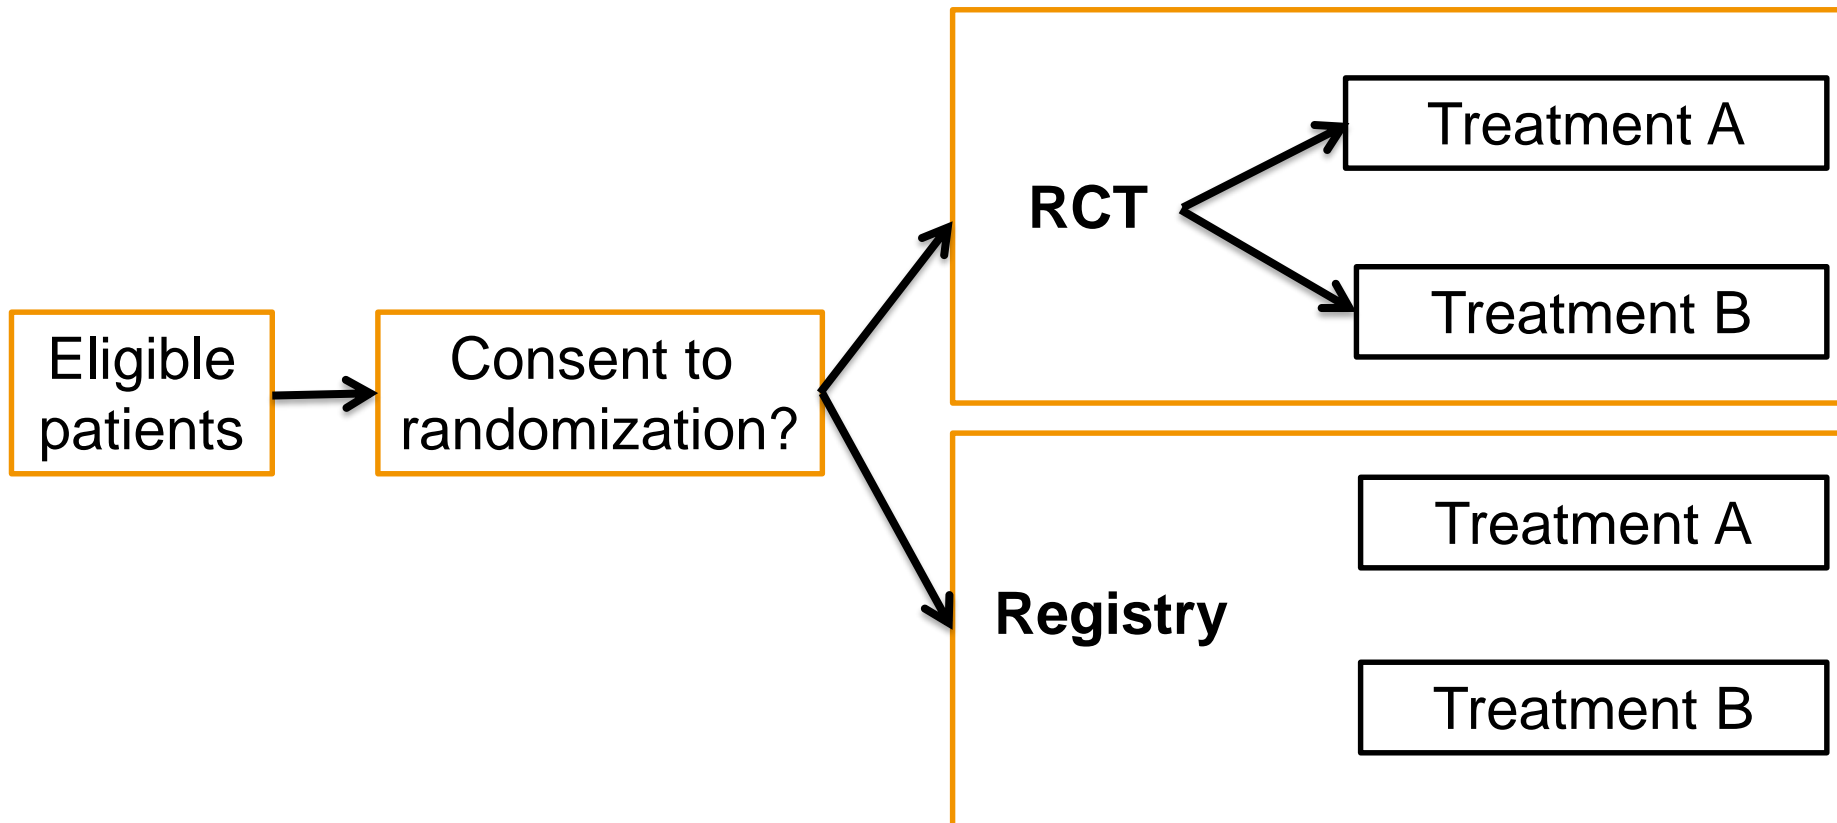 Eligible
patients
Consent to
randomization?
RCT
Treatment A
Treatment B
Registry
Treatment A
Treatment B